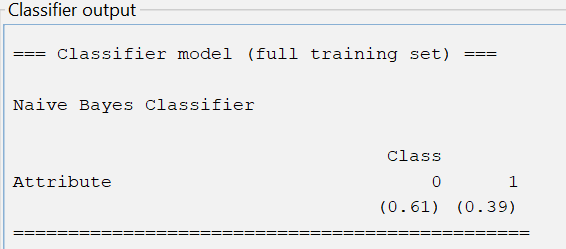 Classifier output
=== Classifier model (full training set) ===
Naive Bayes Classifier
Class
Attribute 0 1
(0.61) (0.39)
===============================================